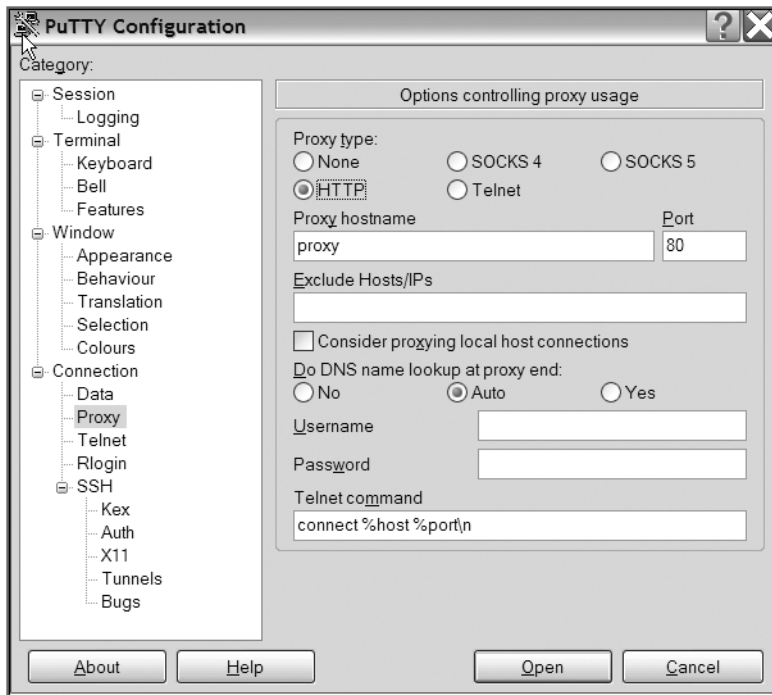 PuTTY Configuration
Category:
Session
Logging
Terminal
Keyboard
Bell
Features
Window
Appearance
Behaviour
Translation
Selection
Colours
Connection
Data
Proxy
Telnet
Rlogin
SSH
Kex
Auth
X11
Tunnels
Bugs
Options controlling proxy usage
Proxy type:
None SOCKS 4 SOCKS 5
HTTP Telnet
Proxy hostname Port
proxy 80
Exclude Hosts/IPs
Consider proxying local host connections
Do DNS name lookup at proxy end:
No Auto Yes
Username
Password
Telnet command
connect %host %port\n
About Help Open Cancel